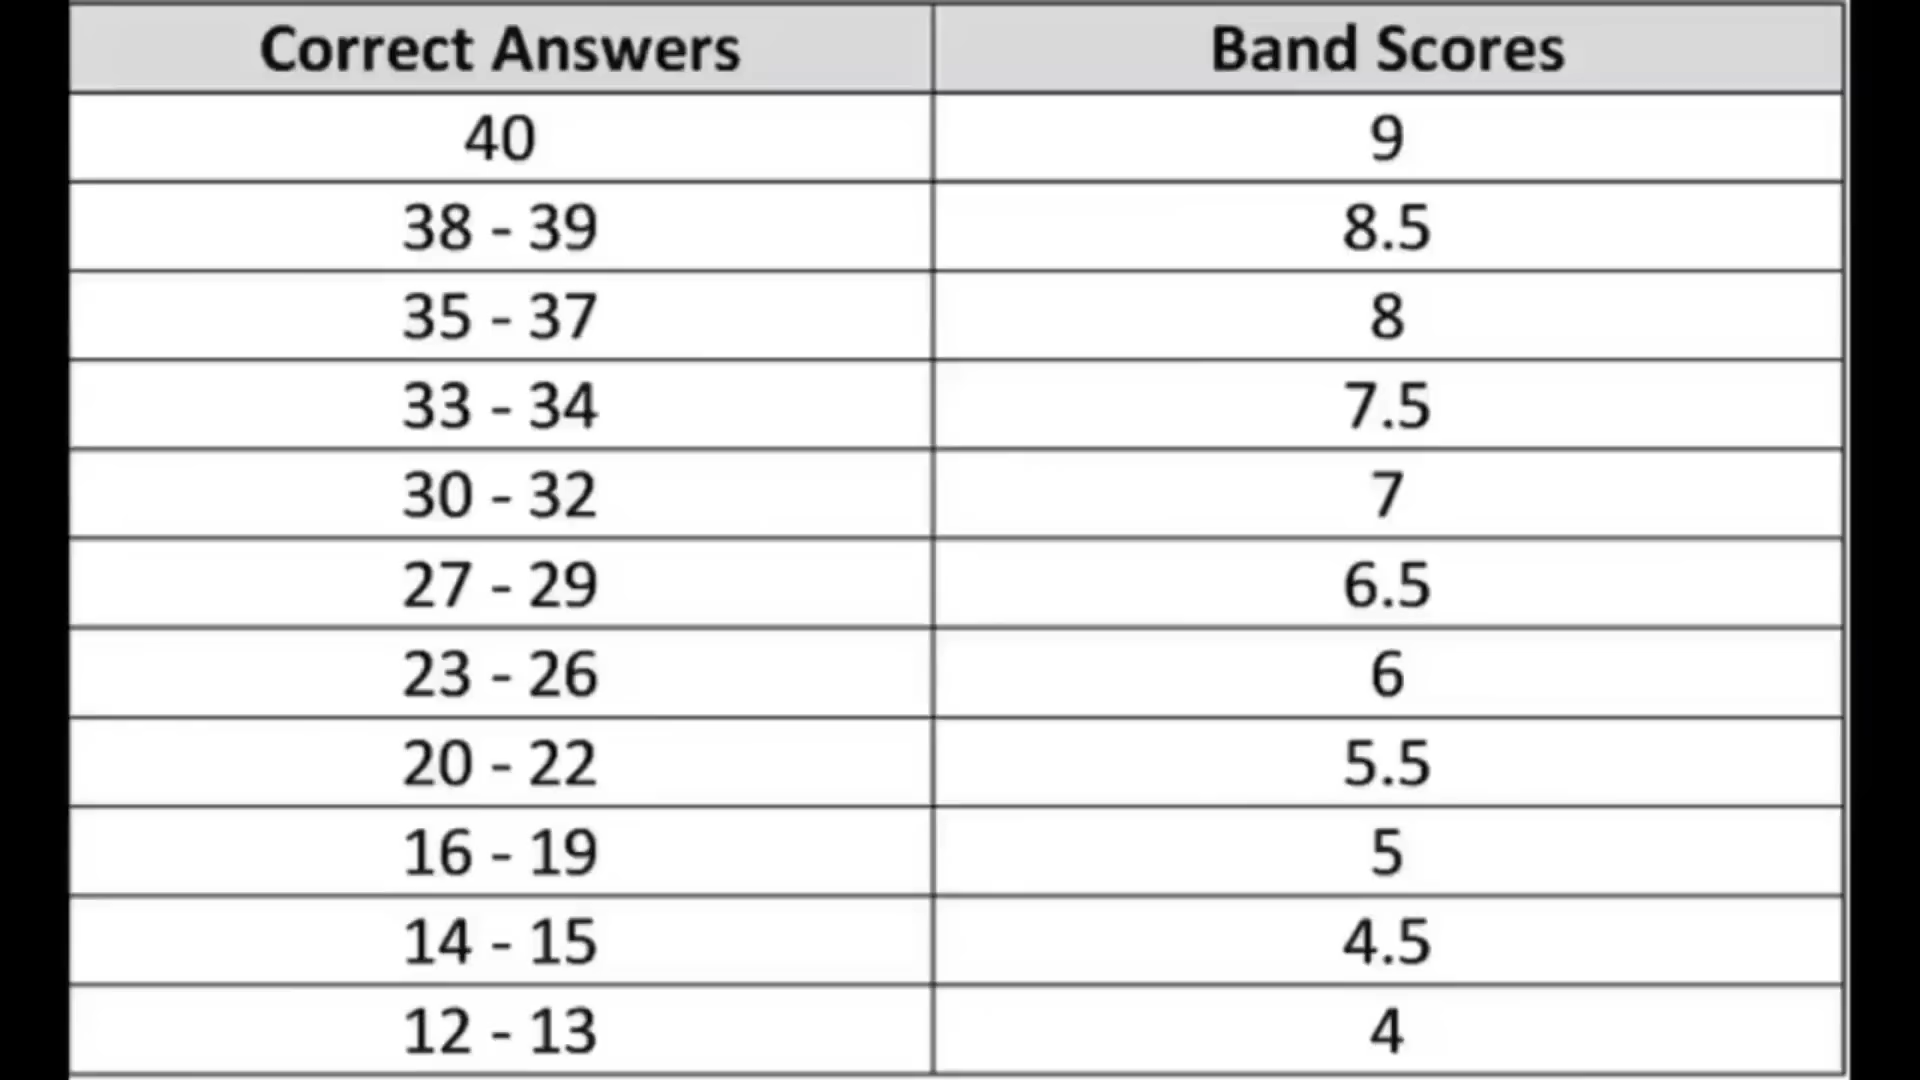 Correct Answers Band Scores
40 9
38 - 39 8.5
35 - 37 8
33 - 34 7.5
30 - 32 7
27 - 29 6.5
23 - 26 6
20 - 22 5.5
16 - 19 5
14 - 15 4.5
12 - 13 4